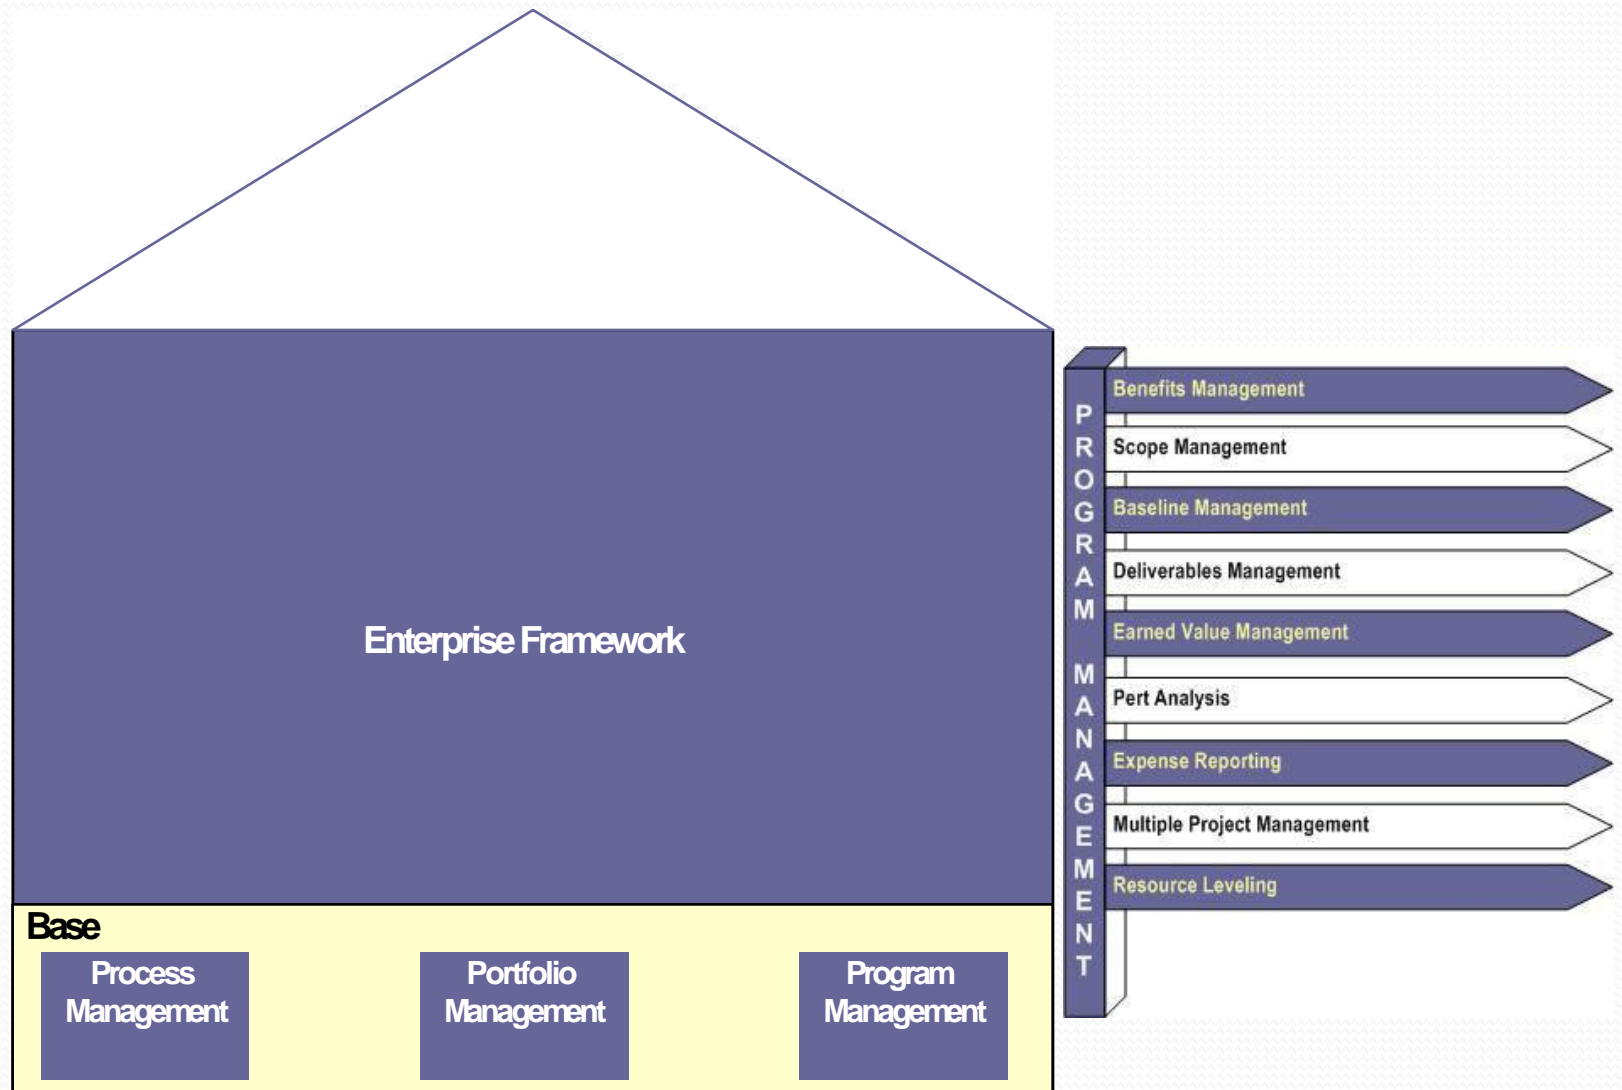 Enterprise Framework
Base
Process
Management
Portfolio
Management
Program
Management
PROGRAM MANAGEMENT
Benefits Management
Scope Management
Baseline Management
Deliverables Management
Earned Value Management
Pert Analysis
Expense Reporting
Multiple Project Management
Resource Leveling